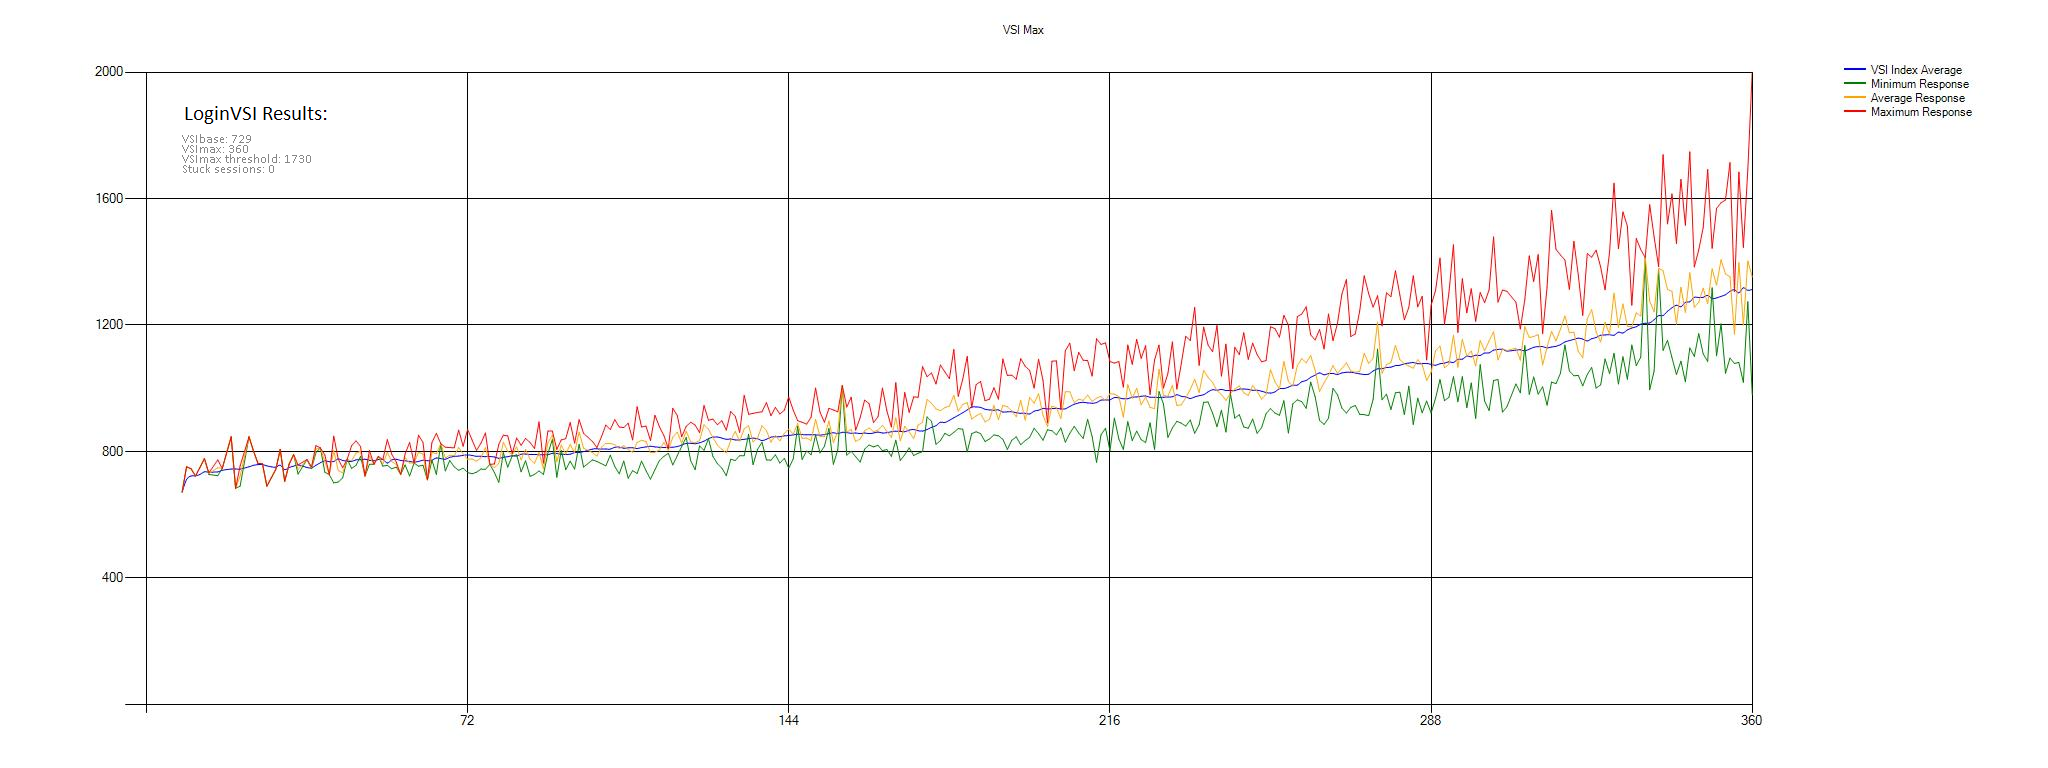 VSI Max
2000
1600
1200
800
400
LoginVSI Results:
VSIbase: 729
VSImax: 360
VSImax threshold: 1730
Stuck sessions: 0
VSI Index Average
Minimum Response
Average Response
Maximum Response
72
144
216
288
360